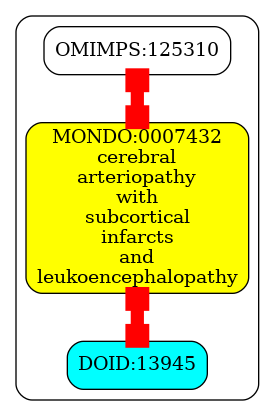 OMIMPS:125310
MONDO:0007432
cerebral
arteriopathy
with
subcortical
infarcts
and
leukoencephalopathy
DOID:13945